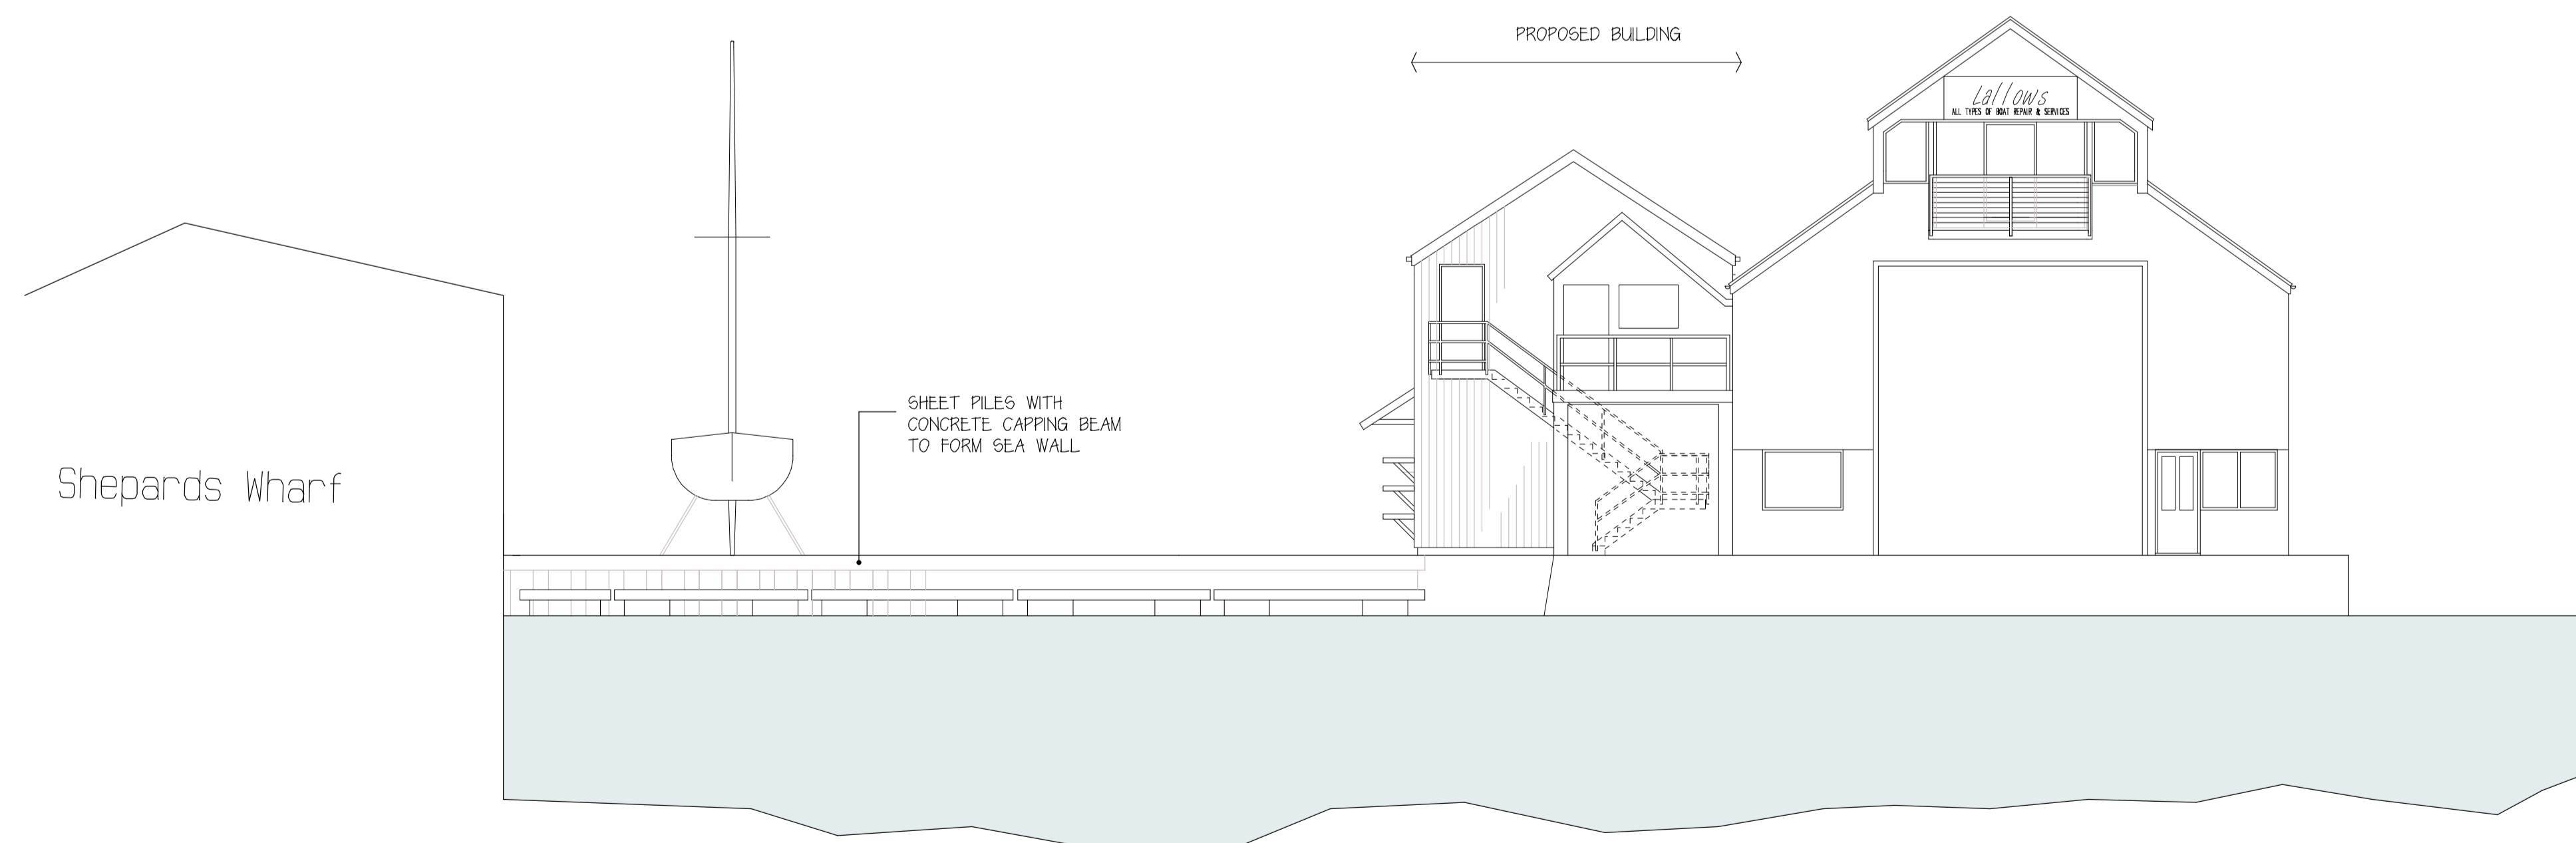 PROPOSED BUILDING
Lallows
ALL TYPES OF BOAT REPAIR & SERVICES
SHEET PILES WITH
CONCRETE CAPPING BEAM
TO FORM SEA WALL
Shepards Wharf